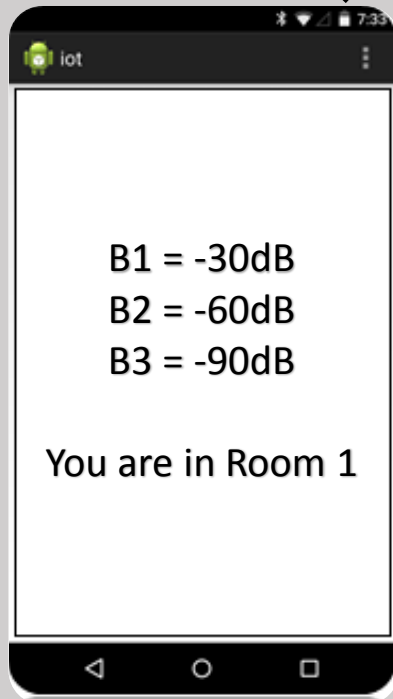 7:33
iot
B1 = -30dB
B2 = -60dB
B3 = -90dB
You are in Room 1